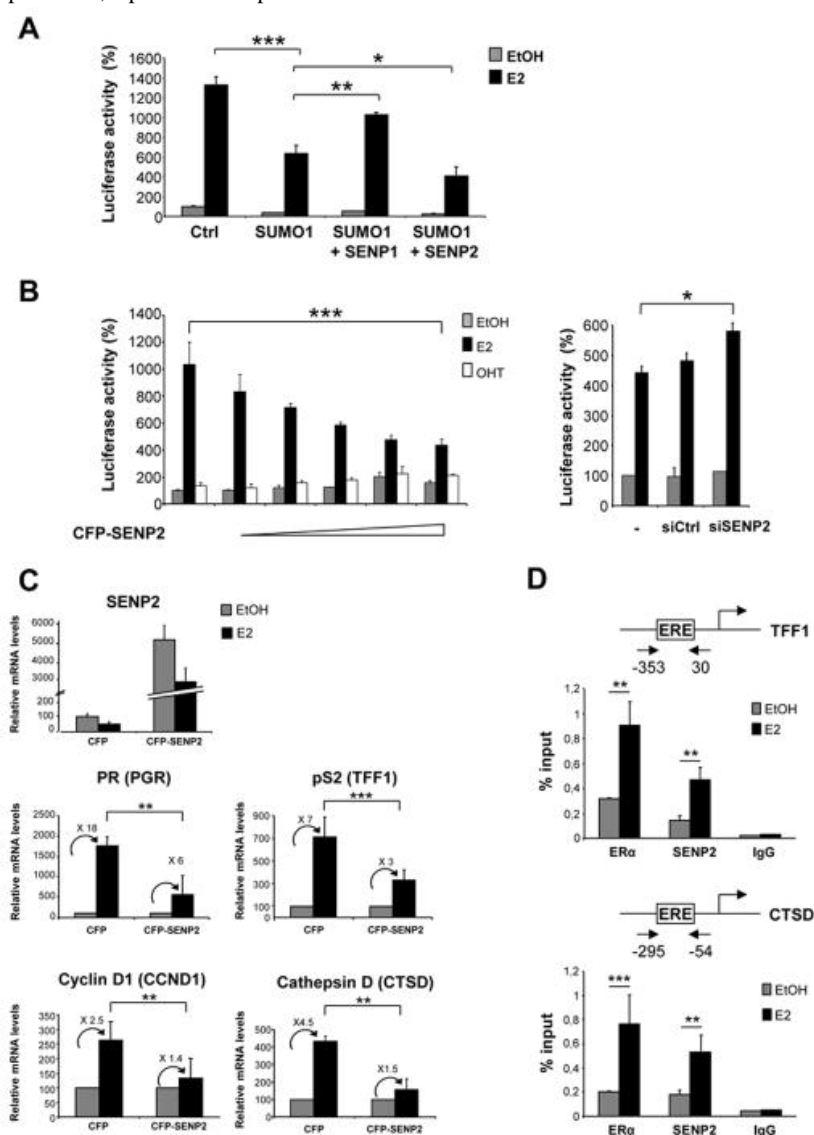 A
***
*
**
EtOH
E2
Luciferase activity (%)
1600
1400
1200
1000
800
600
400
200
0
Ctrl
SUMO1
SUMO1
+ SENP1
SUMO1
+ SENP2
B
***
EtOH
E2
OHT
Luciferase activity (%)
1400
1200
1000
800
600
400
200
0
CFP-SENP2
*
Luciferase activity (%)
600
500
400
300
200
100
0
-
siCtrl
siSENP2
C
SENP2
EtOH
E2
Relative mRNA levels
6000
5000
3000
200
100
0
CFP
CFP-SENP2
PR (PGR)
**
X 18
X 6
Relative mRNA levels
2500
2000
1500
1000
500
0
CFP
CFP-SENP2
pS2 (TFF1)
***
X 7
X 3
Relative mRNA levels
900
700
500
300
100
0
CFP
CFP-SENP2
Cyclin D1 (CCND1)
**
X 2.5
X 1.4
Relative mRNA levels
350
300
250
200
150
100
50
0
CFP
CFP-SENP2
Cathepsin D (CTSD)
**
X4.5
X1.5
Relative mRNA levels
500
400
300
200
100
0
CFP
CFP-SENP2
D
ERE
TFF1
-353
30
**
**
EtOH
E2
% input
1,2
1
0,8
0,6
0,4
0,2
0
ERα
SENP2
IgG
ERE
CTSD
-295
-54
***
**
EtOH
E2
% input
1,2
1
0,8
0,6
0,4
0,2
0
ERα
SENP2
IgG